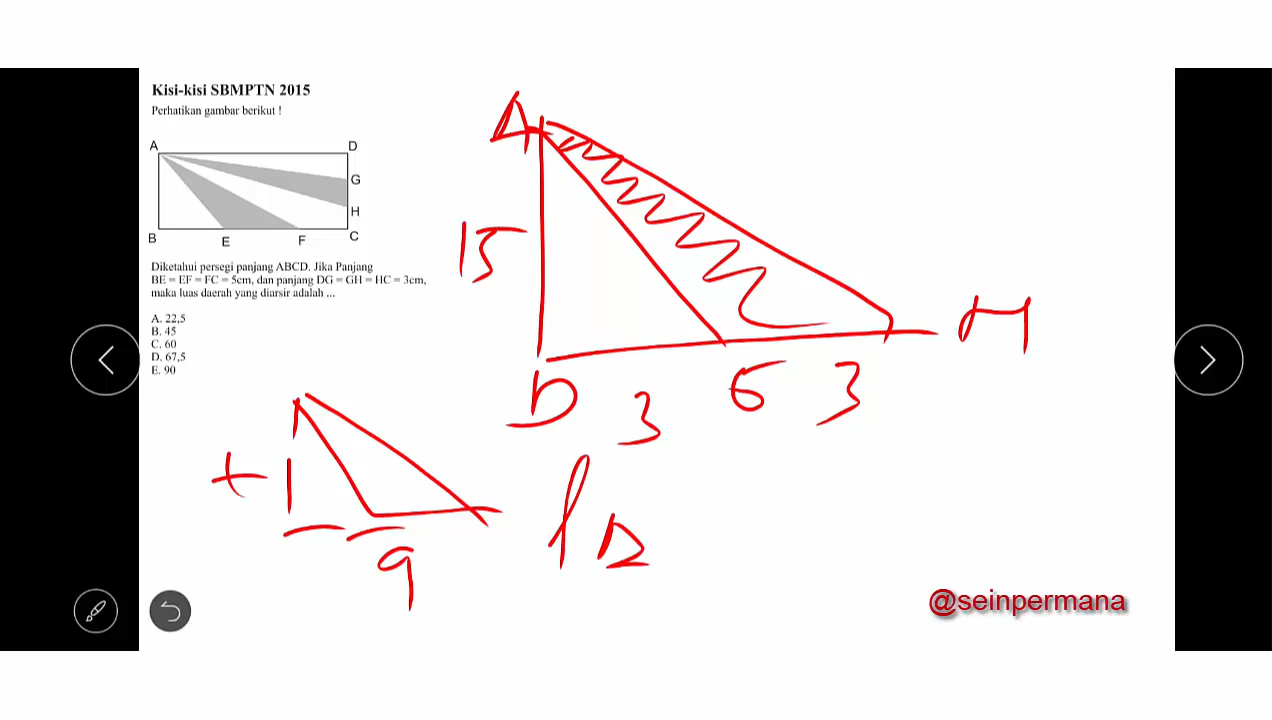 Kisi-kisi SBMPTN 2015
Perhatikan gambar berikut !
A
D
G
H
B
E
F
C
Diketahui persegi panjang ABCD. Jika Panjang
BE = EF = FC = 5cm, dan panjang DG = GH = HC = 3cm,
maka luas daerah yang diarsir adalah ...
A. 22,5
B. 45
C. 60
D. 67,5
E. 90
A
15
H
D
3
G
3
t
a
@seinpermana